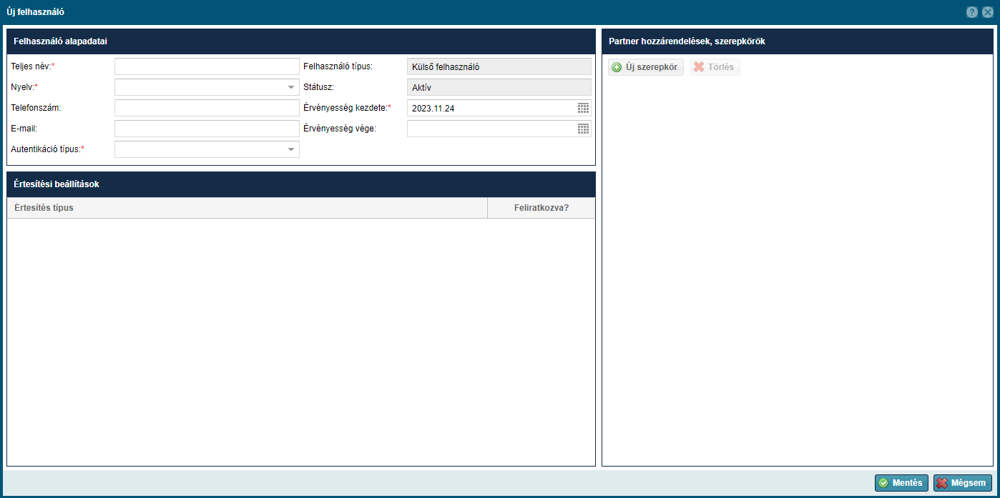 Új felhasználó
Felhasználó alapadatai
Teljes név:*
Felhasználó típus: Külső felhasználó
Nyelv:*
Státusz: Aktív
Telefonszám:
Érvényesség kezdete:* 2023.11.24
E-mail:
Érvényesség vége:
Autentikáció típus:*
Értesítési beállítások
Értesítés típus
Feliratkozva?
Partner hozzárendelések, szerepkörök
Új szerepkör
Törlés
Mentés
Mégsem